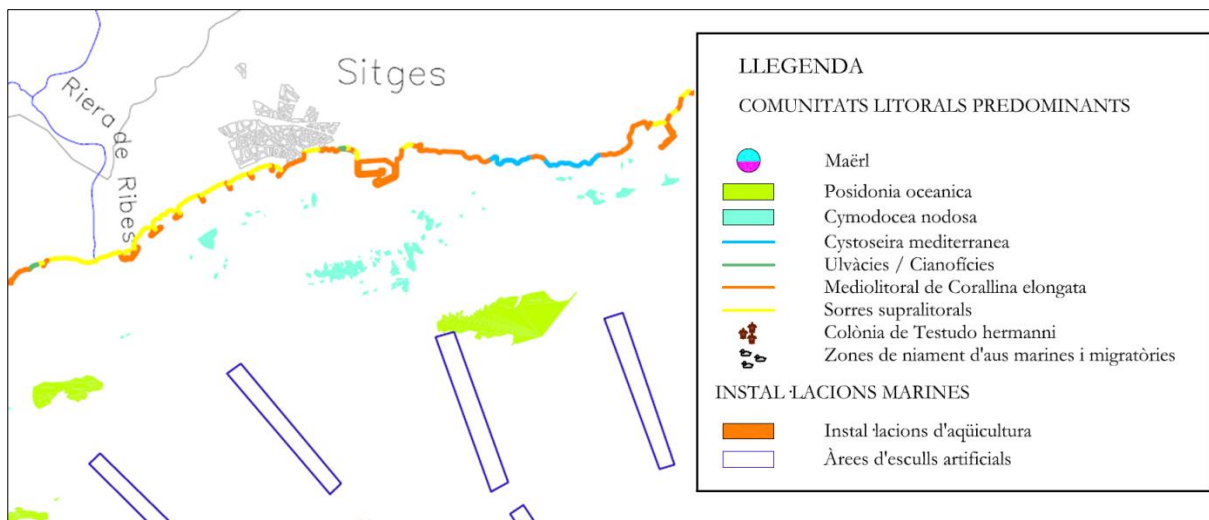 Sitges
Riera de Ribes
LLEGENDA
COMUNITATS LITORALS PREDOMINANTS
Maërl
Posidonia oceanica
Cymodocea nodosa
Cystoseira mediterranea
Ulvàcies / Cianofícies
Mediolitoral de Corallina elongata
Sorres supralitorals
Colònia de Testudo hermanni
Zones de niament d'aus marines i migratòries
INSTAL·LACIONS MARINES
Instal·lacions d'aqüicultura
Àrees d'esculls artificials